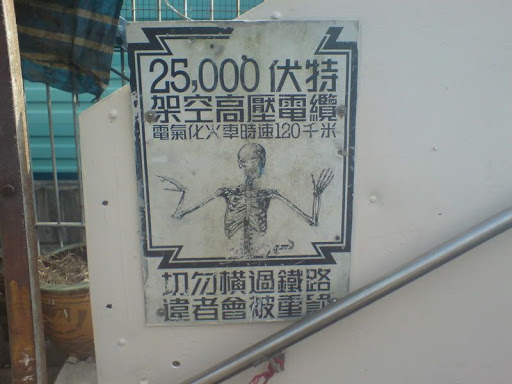 25,000 伏特
架空高壓電纜
電氣化火車時速120千米
切勿橫過鐵路
違者會被重罰